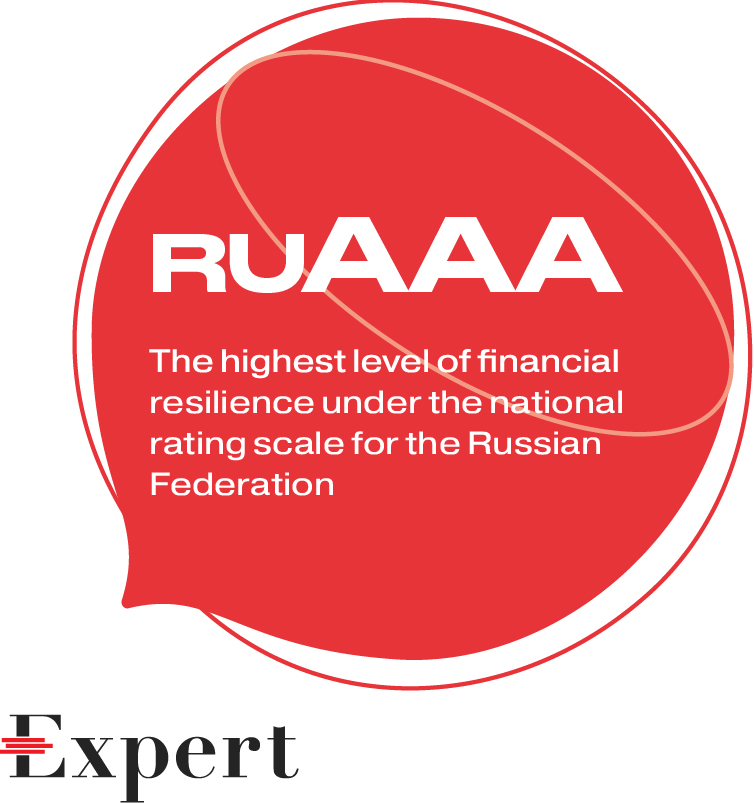 RUAAA
The highest level of financial
resilience under the national
rating scale for the Russian
Federation
Expert